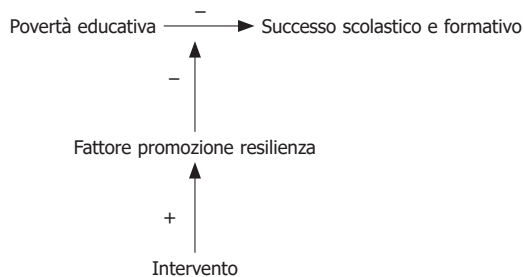 –
Povertà educativa
Successo scolastico e formativo
–
Fattore promozione resilienza
+
Intervento